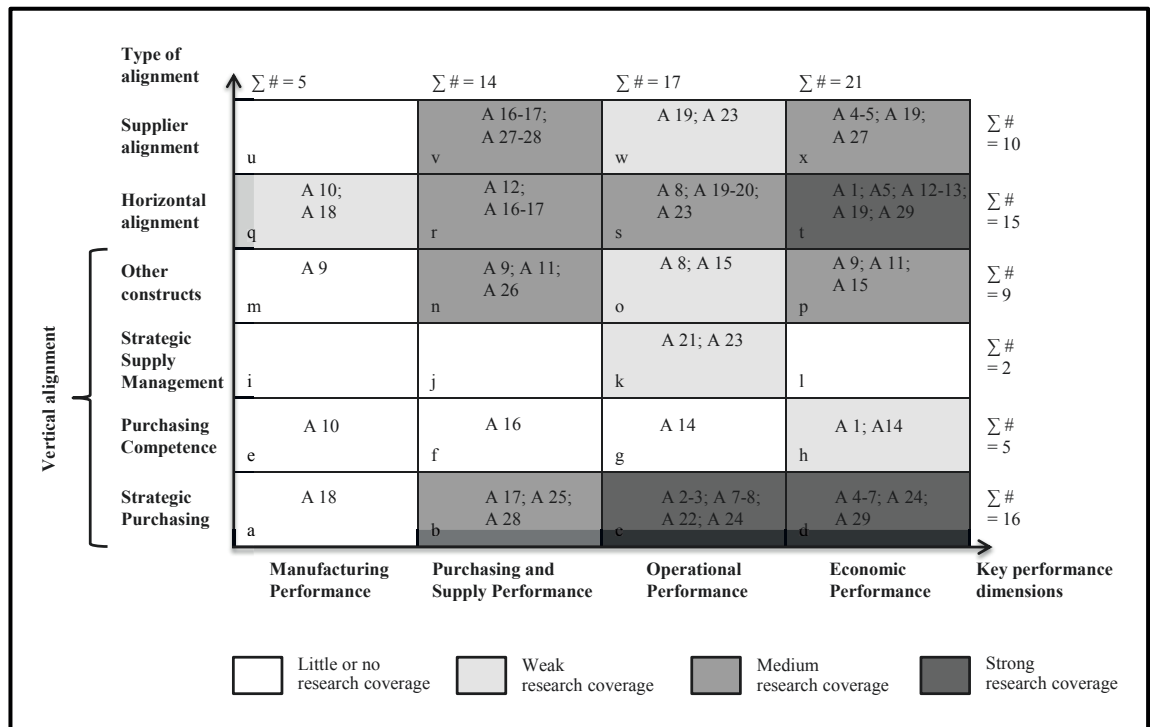 Type of
alignment
∑ # = 5
∑ # = 14
∑ # = 17
∑ # = 21
Supplier
alignment
u
A 16-17;
A 27-28
v
A 19; A 23
w
A 4-5; A 19;
A 27
x
∑ #
= 10
Horizontal
alignment
A 10;
A 18
q
A 12;
A 16-17
r
A 8; A 19-20;
A 23
s
A 1; A5; A 12-13;
A 19; A 29
t
∑ #
= 15
Vertical alignment
Other
constructs
A 9
m
A 9; A 11;
A 26
n
A 8; A 15
o
A 9; A 11;
A 15
p
∑ #
= 9
Strategic
Supply
Management
i
j
A 21; A 23
k
l
∑ #
= 2
Purchasing
Competence
A 10
e
A 16
f
A 14
g
A 1; A14
h
∑ #
= 5
Strategic
Purchasing
A 18
a
A 17; A 25;
A 28
b
A 2-3; A 7-8;
A 22; A 24
c
A 4-7; A 24;
A 29
d
∑ #
= 16
Manufacturing
Performance
Purchasing and
Supply Performance
Operational
Performance
Economic
Performance
Key performance
dimensions
Little or no
research coverage
Weak
research coverage
Medium
research coverage
Strong
research coverage